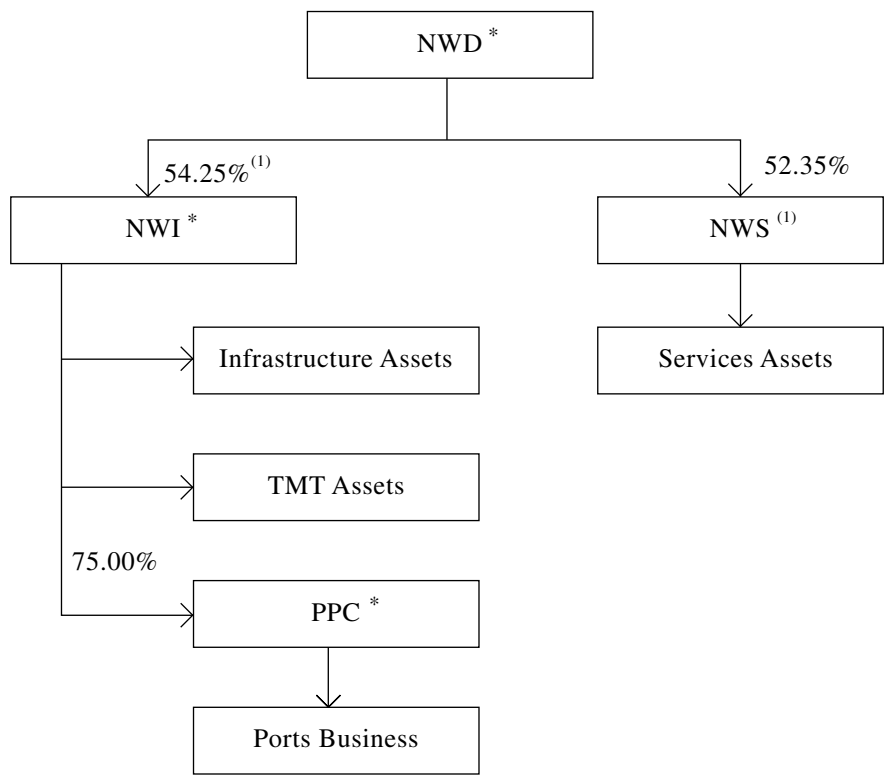 NWD *
54.25% (1)
52.35%
NWI *
NWS (1)
Infrastructure Assets
Services Assets
TMT Assets
75.00%
PPC *
Ports Business